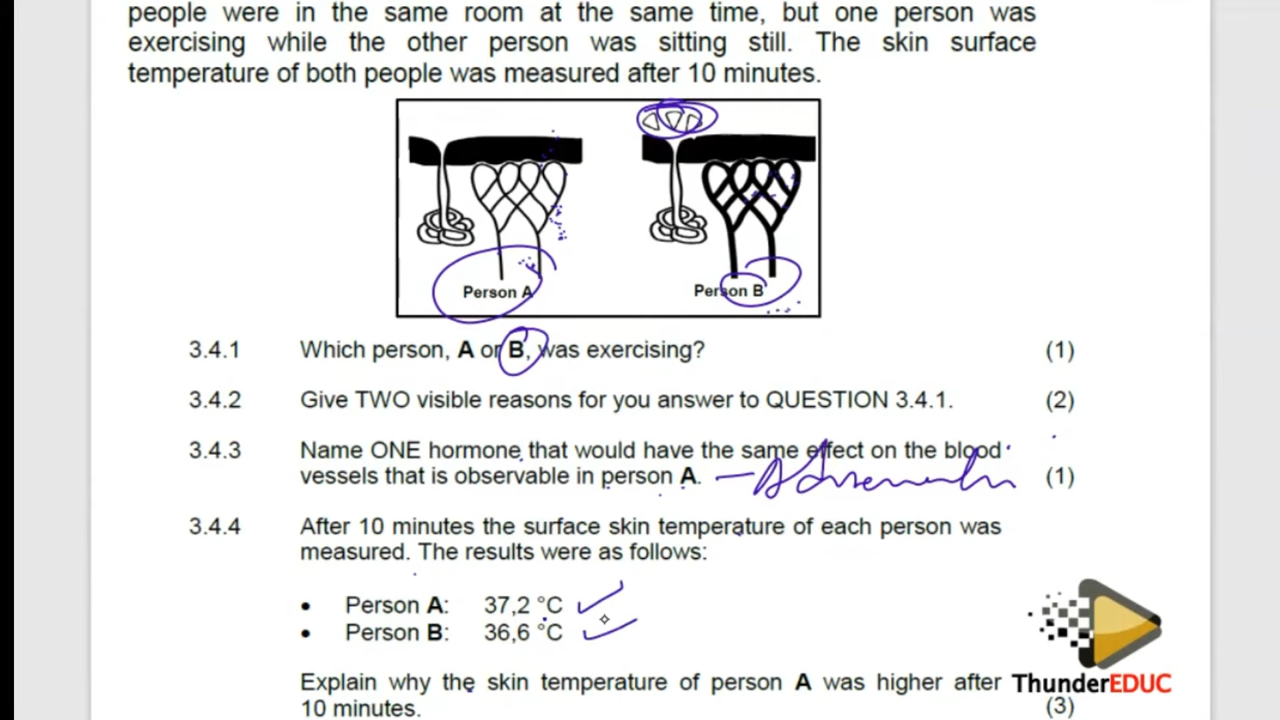 people were in the same room at the same time, but one person was
exercising while the other person was sitting still. The skin surface
temperature of both people was measured after 10 minutes.
Person A
Person B
3.4.1 Which person, A or B, was exercising? (1)
3.4.2 Give TWO visible reasons for you answer to QUESTION 3.4.1. (2)
3.4.3 Name ONE hormone that would have the same effect on the blood
vessels that is observable in person A. (1)
3.4.4 After 10 minutes the surface skin temperature of each person was
measured. The results were as follows:
• Person A: 37,2 °C
• Person B: 36,6 °C
Explain why the skin temperature of person A was higher after
10 minutes. (3)
ThunderEDUC